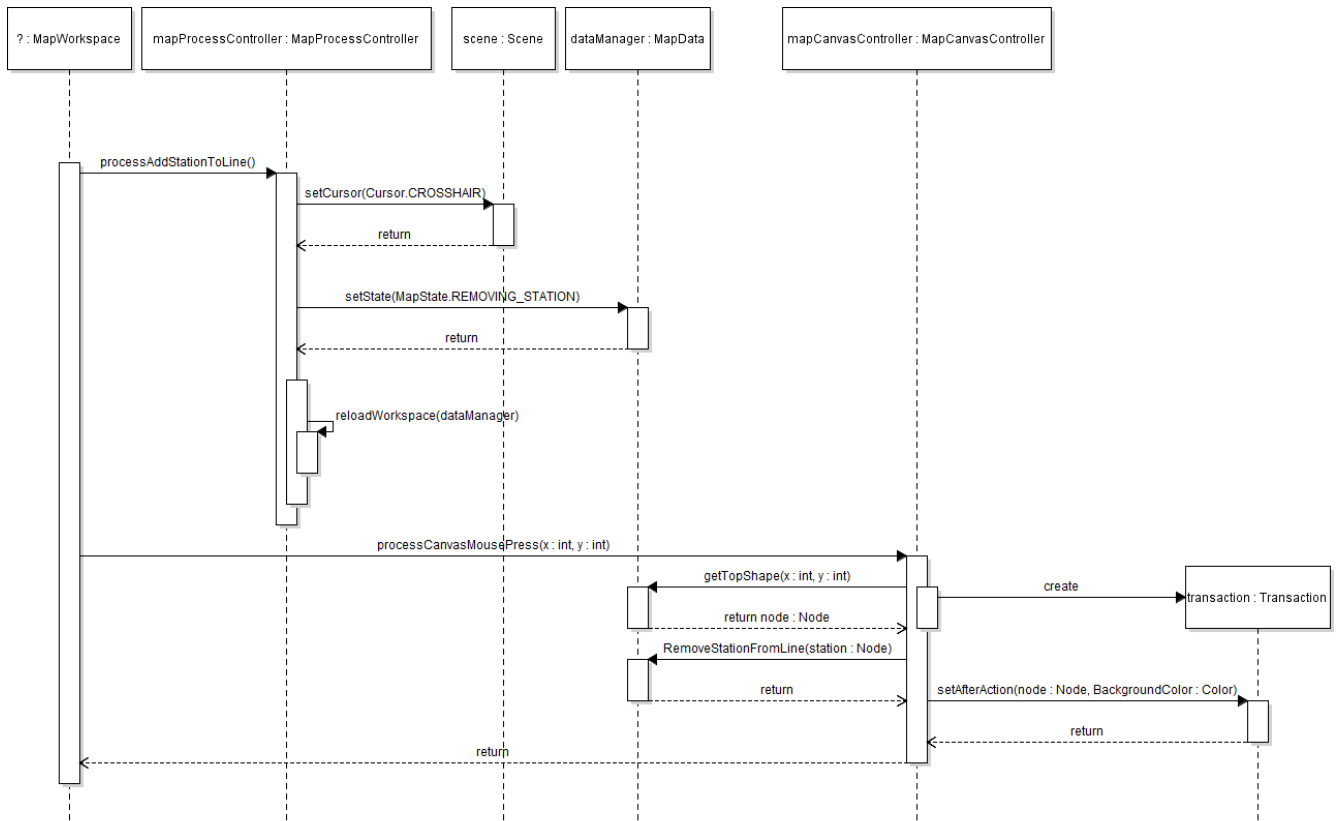 ? : MapWorkspace
mapProcessController : MapProcessController
scene : Scene
dataManager : MapData
mapCanvasController : MapCanvasController
processAddStationToLine()
setCursor(Cursor.CROSSHAIR)
return
setState(MapState.REMOVING_STATION)
return
reloadWorkspace(dataManager)
processCanvasMousePress(x : int, y : int)
getTopShape(x : int, y : int)
create
transaction : Transaction
return node : Node
RemoveStationFromLine(station : Node)
return
setAfterAction(node : Node, BackgroundColor : Color)
return
return